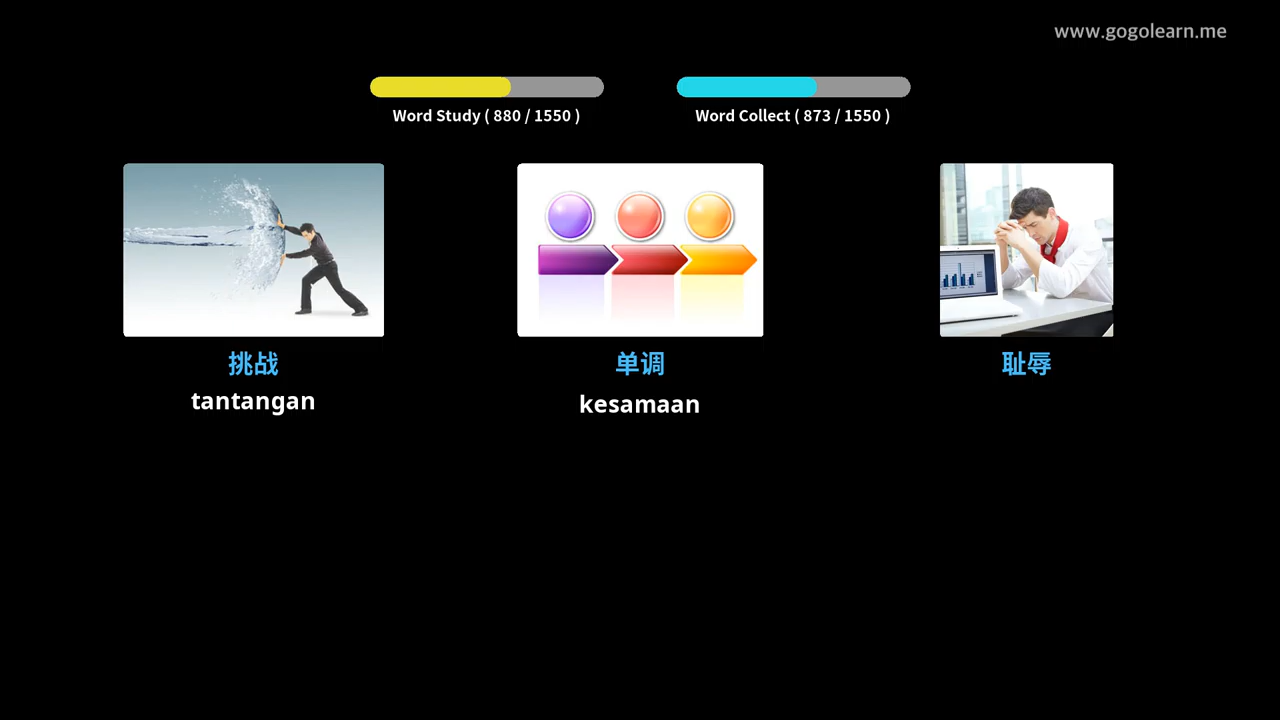 www.gogolearn.me
Word Study ( 880 / 1550 )
Word Collect ( 873 / 1550 )
挑战
单调
耻辱
tantangan
kesamaan